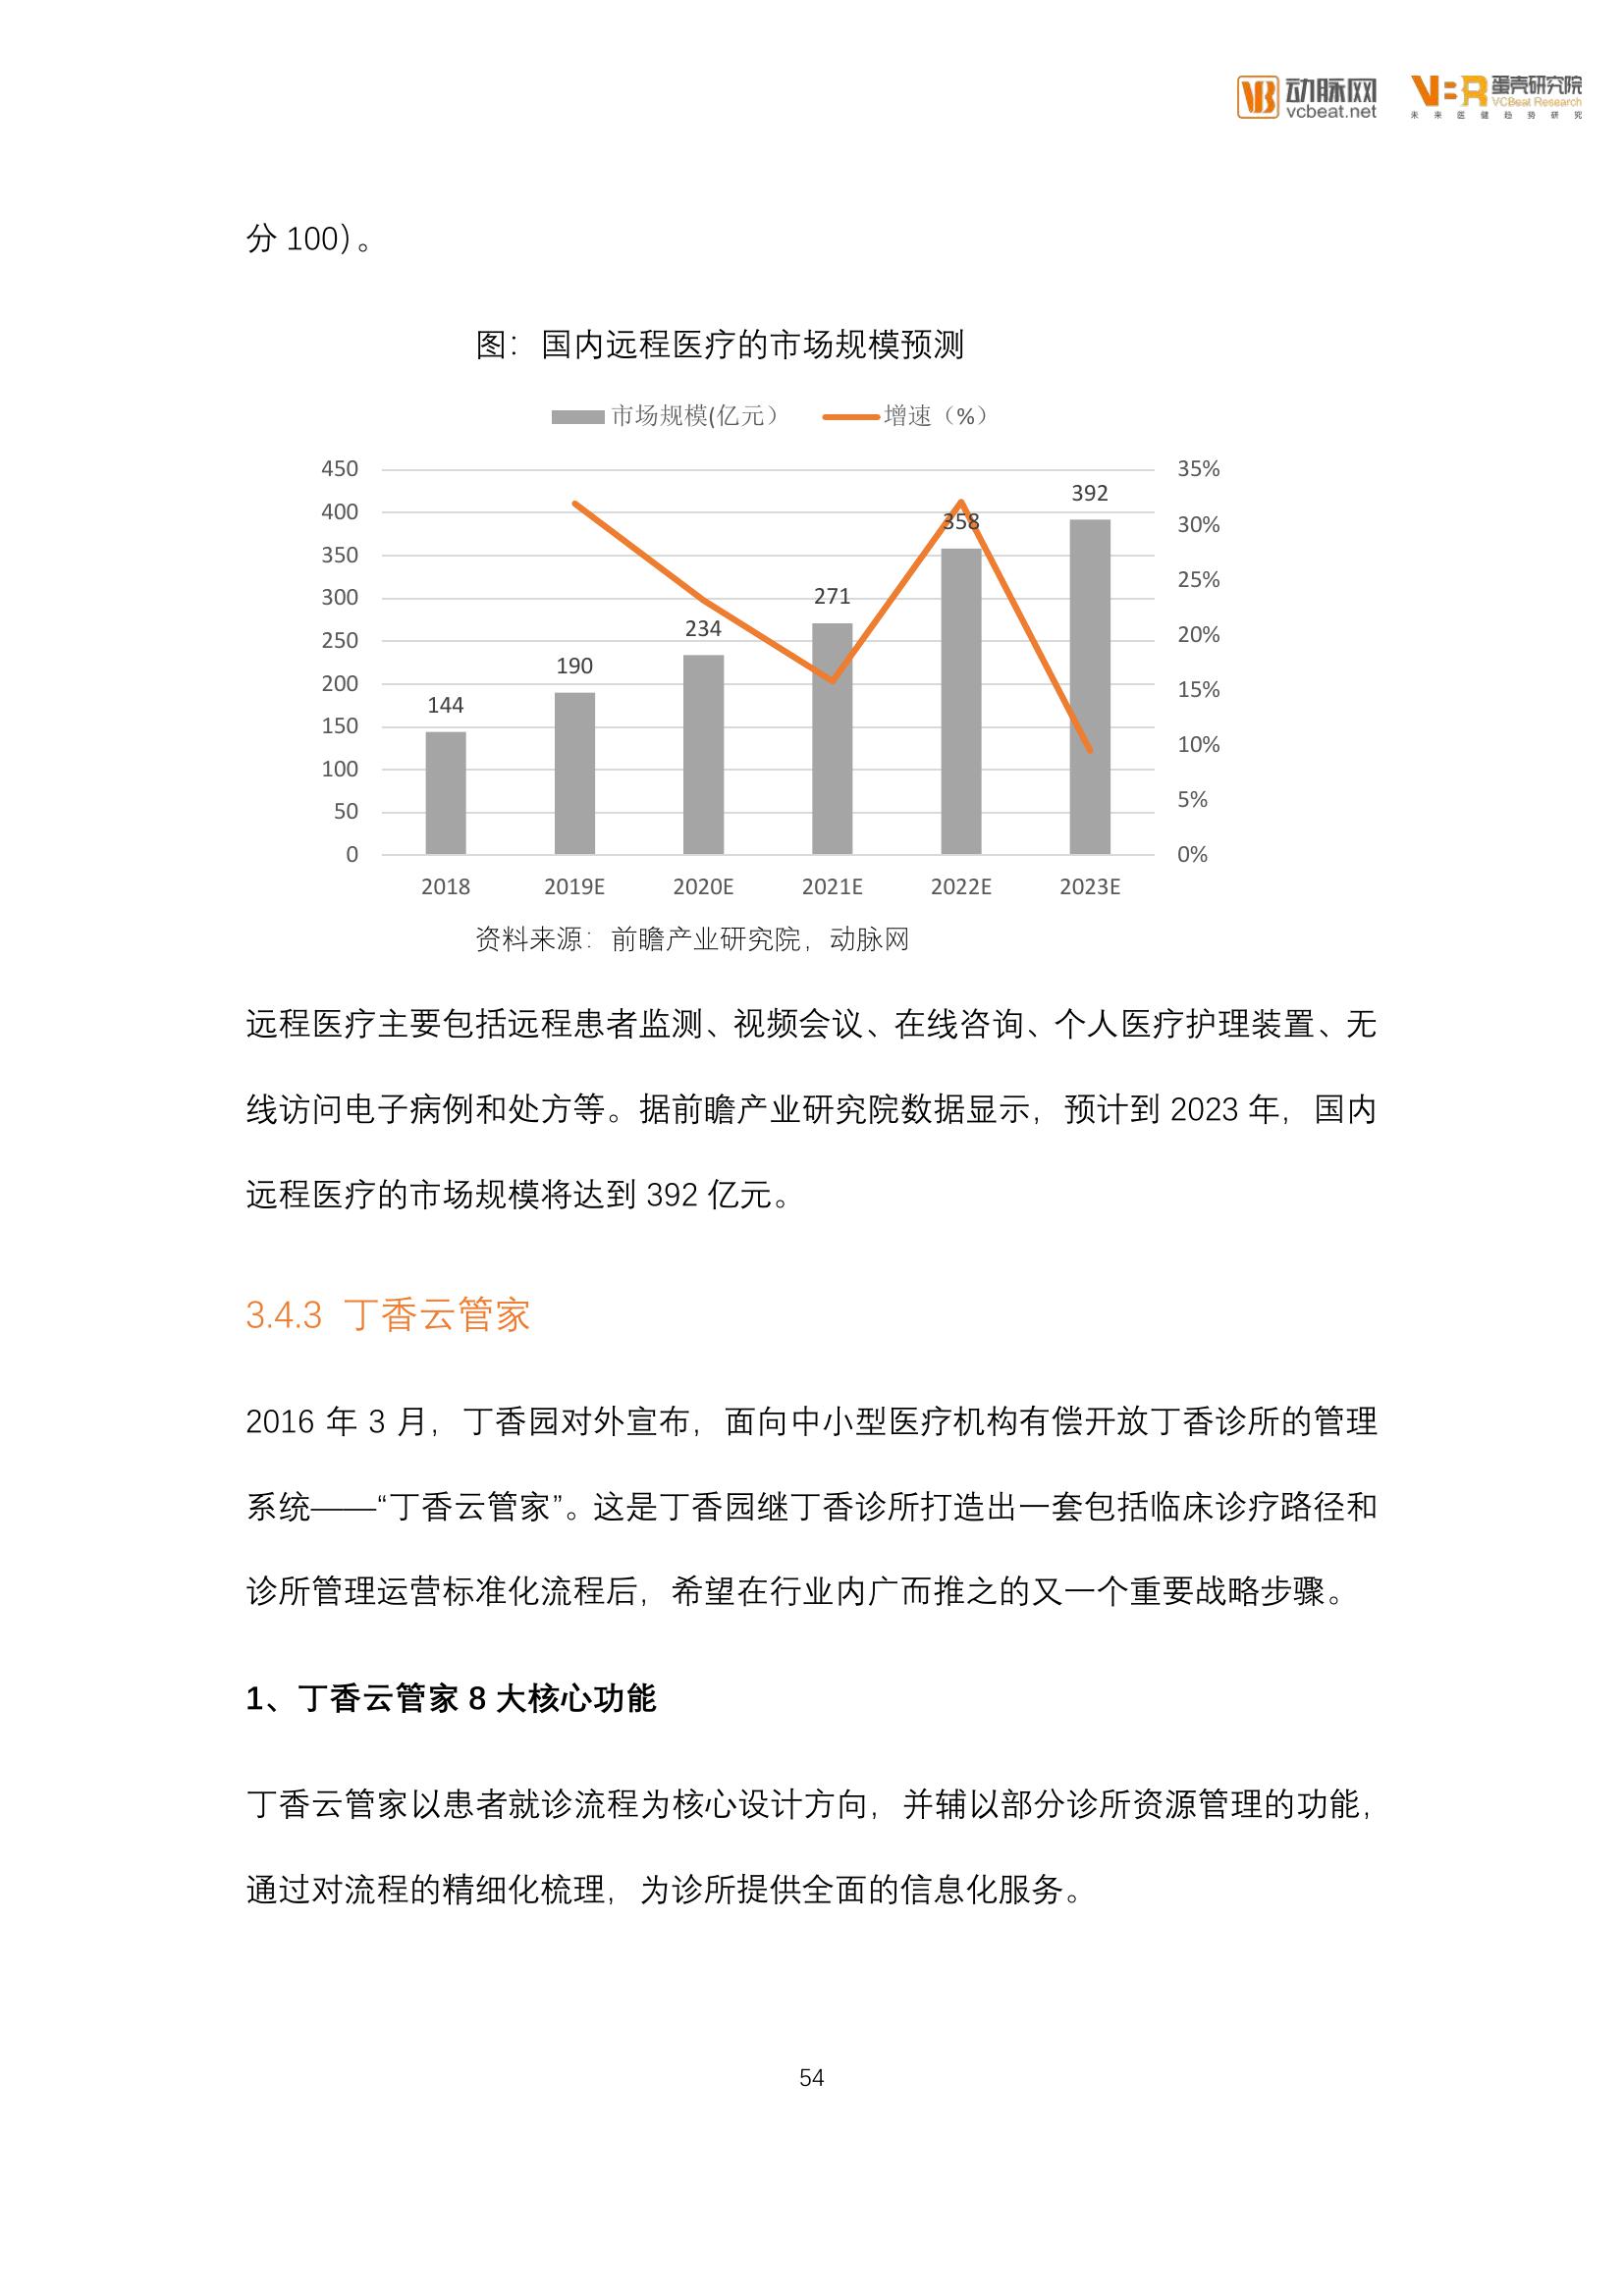 动脉网
vcbeat.net
VBR 蛋壳研究院
VCBeat Research
未来医健趋势研究
分 100)。
图：国内远程医疗的市场规模预测
市场规模(亿元） 增速（%）
450 35%
400 30%
350 25%
300 20%
250 15%
200 10%
150 5%
100 0%
50
0
144 190 234 271 358 392
2018 2019E 2020E 2021E 2022E 2023E
资料来源：前瞻产业研究院，动脉网
远程医疗主要包括远程患者监测、视频会议、在线咨询、个人医疗护理装置、无
线访问电子病例和处方等。据前瞻产业研究院数据显示，预计到 2023 年，国内
远程医疗的市场规模将达到 392 亿元。
3.4.3 丁香云管家
2016 年 3 月，丁香园对外宣布，面向中小型医疗机构有偿开放丁香诊所的管理
系统——“丁香云管家”。这是丁香园继丁香诊所打造出一套包括临床诊疗路径和
诊所管理运营标准化流程后，希望在行业内广而推之的又一个重要战略步骤。
1、丁香云管家 8 大核心功能
丁香云管家以患者就诊流程为核心设计方向，并辅以部分诊所资源管理的功能，
通过对流程的精细化梳理，为诊所提供全面的信息化服务。
54